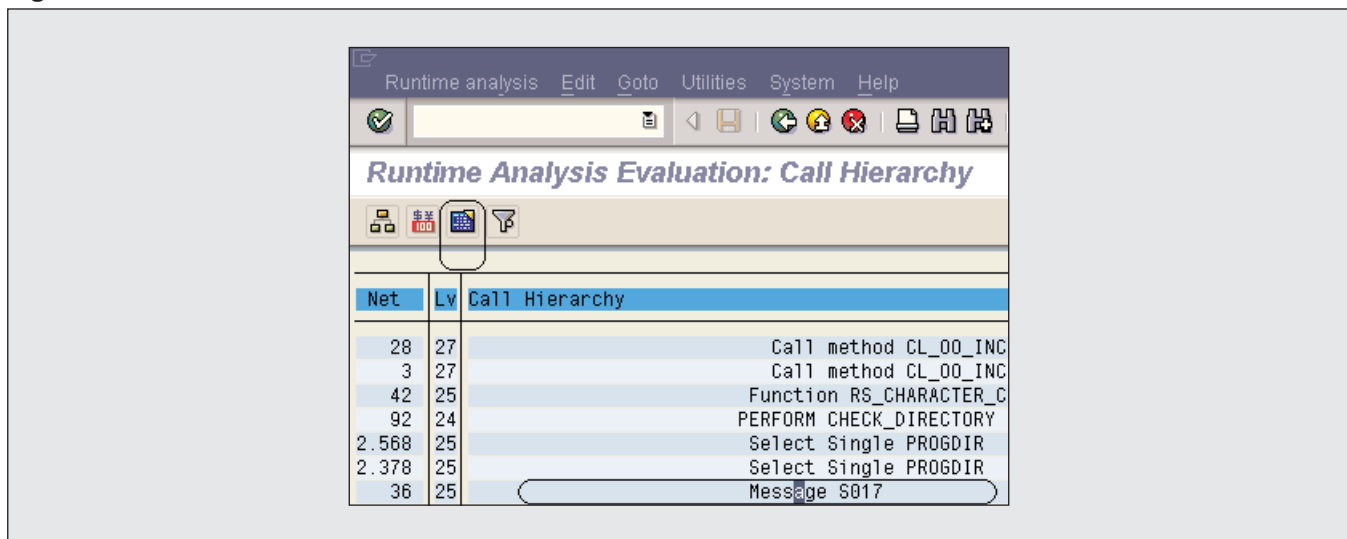 Runtime analysis Edit Goto Utilities System Help
Runtime Analysis Evaluation: Call Hierarchy
Net Lv Call Hierarchy
28 27 Call method CL_OO_INC
3 27 Call method CL_OO_INC
42 25 Function RS_CHARACTER_C
92 24 PERFORM CHECK_DIRECTORY
2.568 25 Select Single PROGDIR
2.378 25 Select Single PROGDIR
36 25 Message S017